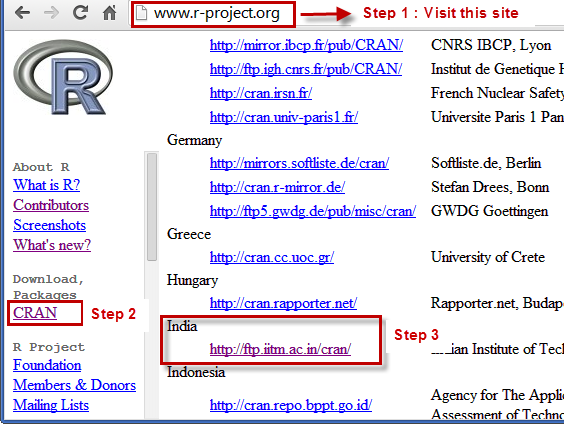 www.r-project.org
Step 1 : Visit this site
R
About R
What is R?
Contributors
Screenshots
What's new?
Download,
Packages
CRAN
Step 2
R Project
Foundation
Members & Donors
Mailing Lists
http://mirror.ibcp.fr/pub/CRAN/ CNRS IBCP, Lyon
http://ftp.igh.cnrs.fr/pub/CRAN/ Institut de Genetique
http://cran.irsn.fr/ French Nuclear Safety
http://cran.univ-paris1.fr/ Universite Paris 1 Pan
Germany
http://mirrors.softliste.de/cran/ Softliste.de, Berlin
http://cran.r-mirror.de/ Stefan Drees, Bonn
http://ftp5.gwdg.de/pub/misc/cran/ GWDG Goettingen
Greece
http://cran.cc.uoc.gr/ University of Crete
Hungary
http://cran.rapporter.net/ Rapporter.net, Budape
India
Step 3
http://ftp.iitm.ac.in/cran/ ian Institute of Tec
Indonesia
http://cran.repo.bppt.go.id/ Agency for The Applic
Assessment of Technol